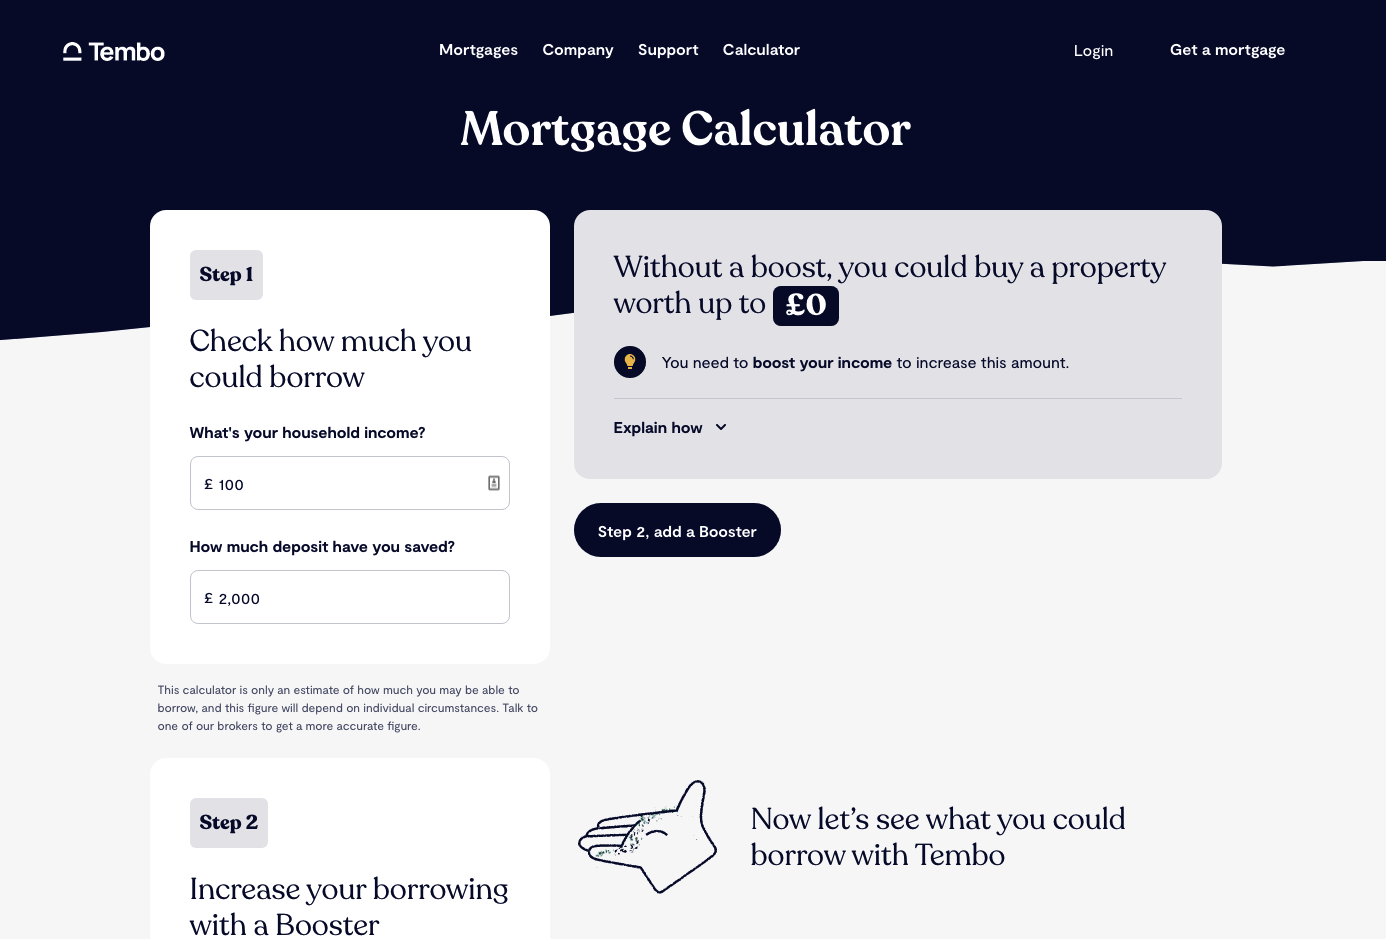 Tembo
Mortgages Company Support Calculator
Login
Get a mortgage
Mortgage Calculator
Step 1
Check how much you
could borrow
What's your household income?
£ 100
How much deposit have you saved?
£ 2,000
This calculator is only an estimate of how much you may be able to
borrow, and this figure will depend on individual circumstances. Talk to
one of our brokers to get a more accurate figure.
Without a boost, you could buy a property
worth up to £0
You need to boost your income to increase this amount.
Explain how
Step 2, add a Booster
Step 2
Increase your borrowing
with a Booster
Now let’s see what you could
borrow with Tembo